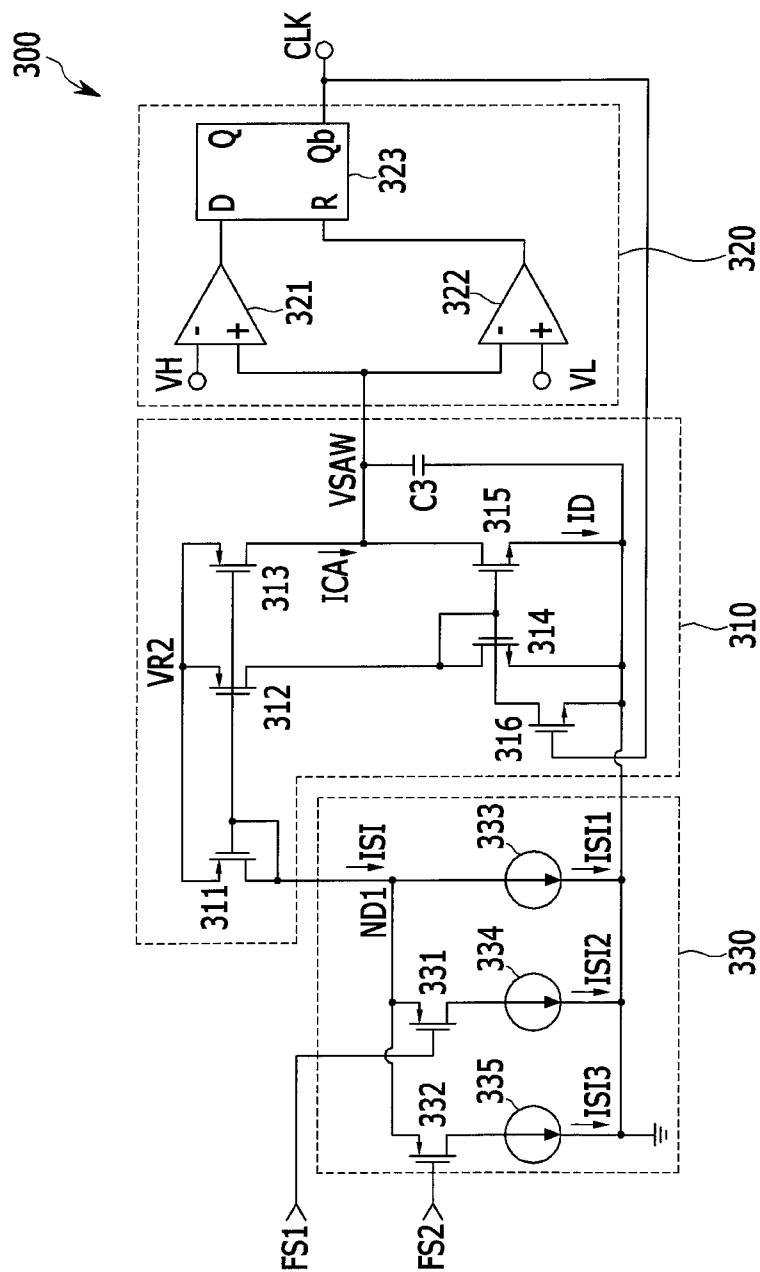 300
CLK
Q
Qb
D
R
323
321
322
-
+
-
+
VH
VL
320
VSAW
C3
VR2
313
ICA
315
ID
312
314
316
310
311
ISI
ND1
333
ISI1
331
334
ISI2
332
335
ISI3
330
FS1
FS2